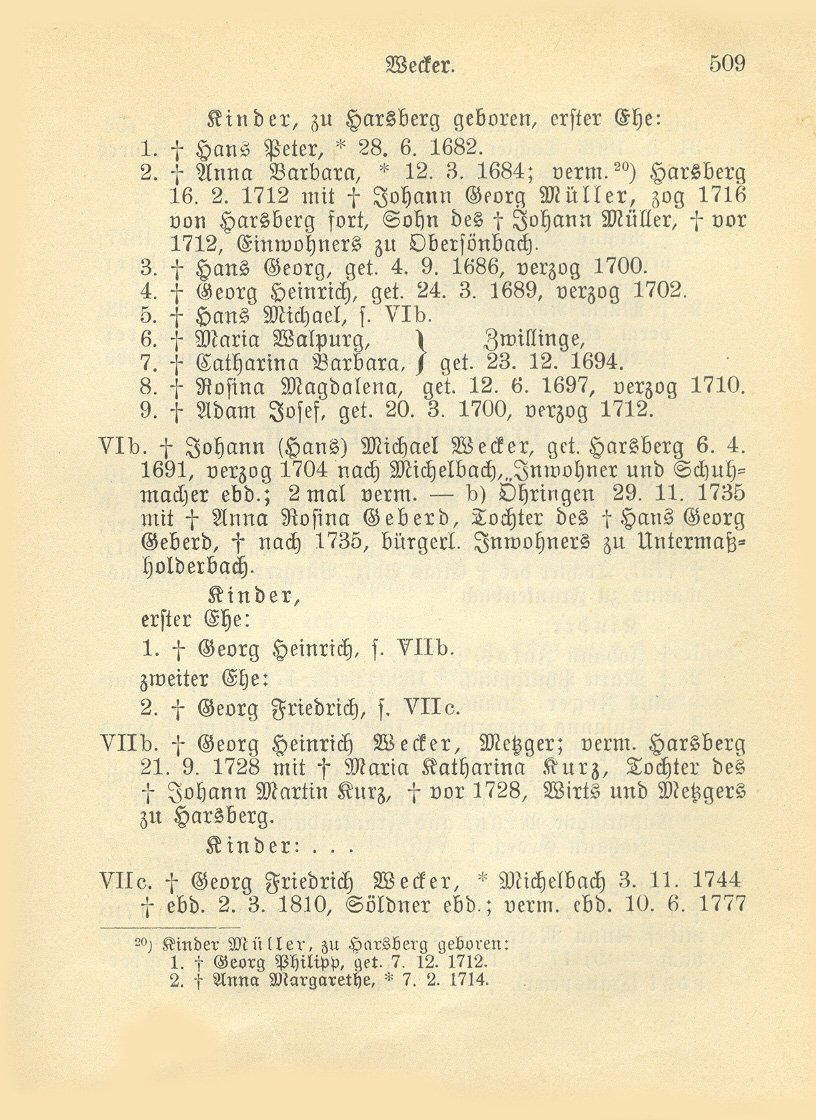 Wecker. 509
Kinder, zu Harsberg geboren, erster Ehe:
1. † Hans Peter, * 28. 6. 1682.
2. † Anna Barbara, * 12. 3. 1684; verm.²⁰) Harsberg
16. 2. 1712 mit † Johann Georg Müller, zog 1716
von Harsberg fort, Sohn des † Johann Müller, † vor
1712, Einwohners zu Obersönbach.
3. † Hans Georg, get. 4. 9. 1686, verzog 1700.
4. † Georg Heinrich, get. 24. 3. 1689, verzog 1702.
5. † Hans Michael, s. VIb.
6. † Maria Walpurg, } Zwillinge,
7. † Catharina Barbara, } get. 23. 12. 1694.
8. † Rosina Magdalena, get. 12. 6. 1697, verzog 1710.
9. † Adam Josef, get. 20. 3. 1700, verzog 1712.
VIb. † Johann (Hans) Michael Wecker, get. Harsberg 6. 4.
1691, verzog 1704 nach Michelbach, Inwohner und Schuh-
macher ebd.; 2mal verm. — b) Öhringen 29. 11. 1735
mit † Anna Rosina Geberd, Tochter des † Hans Georg
Geberd, † nach 1735, bürgerl. Inwohners zu Untermaß-
holderbach.
Kinder,
erster Ehe:
1. † Georg Heinrich, s. VIIb.
zweiter Ehe:
2. † Georg Friedrich, s. VIIc.
VIIb. † Georg Heinrich Wecker, Metzger; verm. Harsberg
21. 9. 1728 mit † Maria Katharina Kurz, Tochter des
† Johann Martin Kurz, † vor 1728, Wirts und Metzgers
zu Harsberg.
Kinder: . . .
VIIc. † Georg Friedrich Wecker, * Michelbach 3. 11. 1744
† ebd. 2. 3. 1810, Söldner ebd.; verm. ebd. 10. 6. 1777
²⁰) Kinder Müller, zu Harsberg geboren:
1. † Georg Philipp, get. 7. 12. 1712.
2. † Anna Margarethe, * 7. 2. 1714.